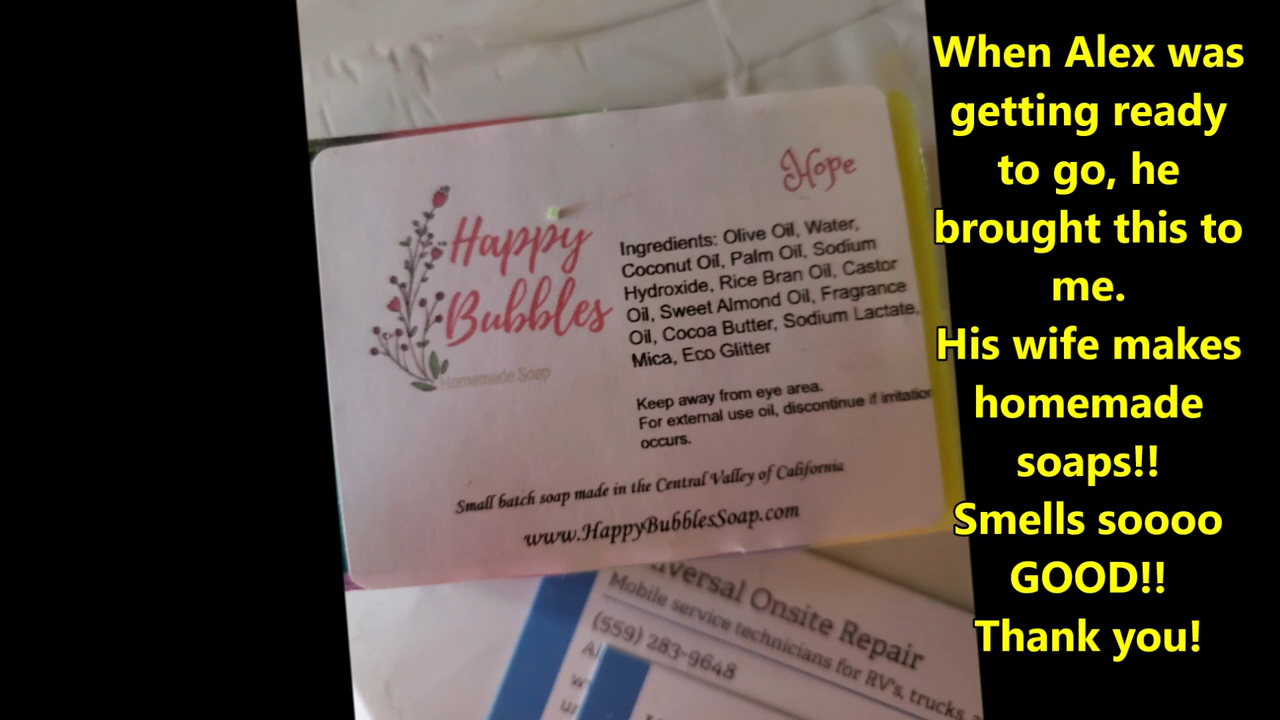 Hope
Happy
Bubbles
Homemade Soap
Ingredients: Olive Oil, Water,
Coconut Oil, Palm Oil, Sodium
Hydroxide, Rice Bran Oil, Castor
Oil, Sweet Almond Oil, Fragrance
Oil, Cocoa Butter, Sodium Lactate,
Mica, Eco Glitter
Keep away from eye area.
For external use oil, discontinue if irritation
occurs.
Small batch soap made in the Central Valley of California
www.HappyBubblesSoap.com
Onsite Repair
Mobile service technicians for RV's, trucks
(559) 283-9648
When Alex was
getting ready
to go, he
brought this to
me.
His wife makes
homemade
soaps!!
Smells soooo
GOOD!!
Thank you!